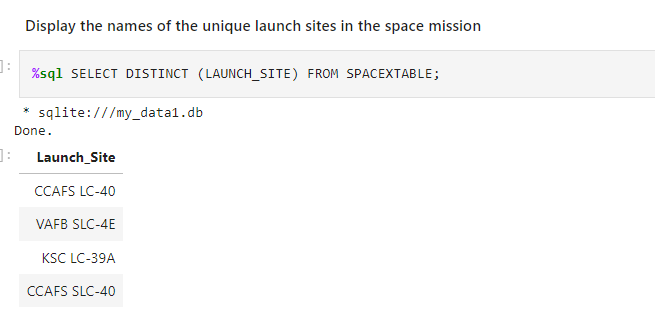 Display the names of the unique launch sites in the space mission
]:
%sql SELECT DISTINCT (LAUNCH_SITE) FROM SPACEXTABLE;
* sqlite:///my_data1.db
Done.
]:
Launch_Site
CCAFS LC-40
VAFB SLC-4E
KSC LC-39A
CCAFS SLC-40